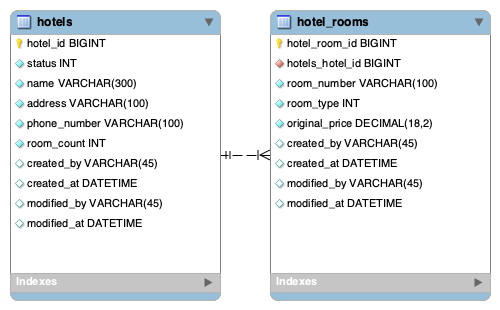 hotels
hotel_id BIGINT
status INT
name VARCHAR(300)
address VARCHAR(100)
phone_number VARCHAR(100)
room_count INT
created_by VARCHAR(45)
created_at DATETIME
modified_by VARCHAR(45)
modified_at DATETIME
Indexes
hotel_rooms
hotel_room_id BIGINT
hotels_hotel_id BIGINT
room_number VARCHAR(100)
room_type INT
original_price DECIMAL(18,2)
created_by VARCHAR(45)
created_at DATETIME
modified_by VARCHAR(45)
modified_at DATETIME
Indexes